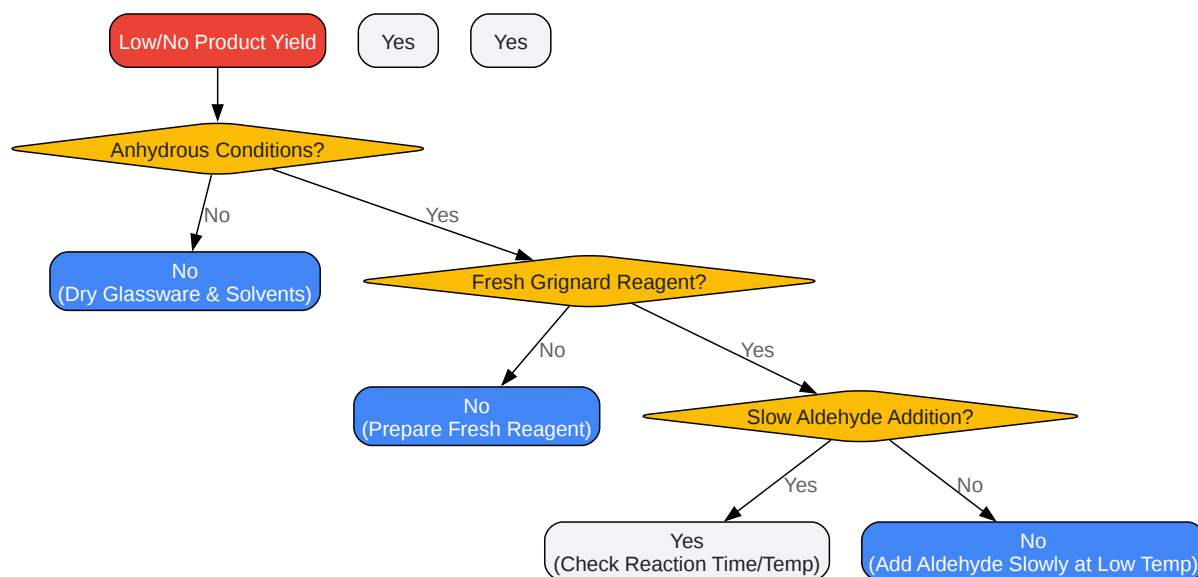 Low/No Product Yield
Yes
Yes
Anhydrous Conditions?
No
Yes
No
(Dry Glassware & Solvents)
Fresh Grignard Reagent?
No
Yes
No
(Prepare Fresh Reagent)
Slow Aldehyde Addition?
Yes
No
Yes
(Check Reaction Time/Temp)
No
(Add Aldehyde Slowly at Low Temp)